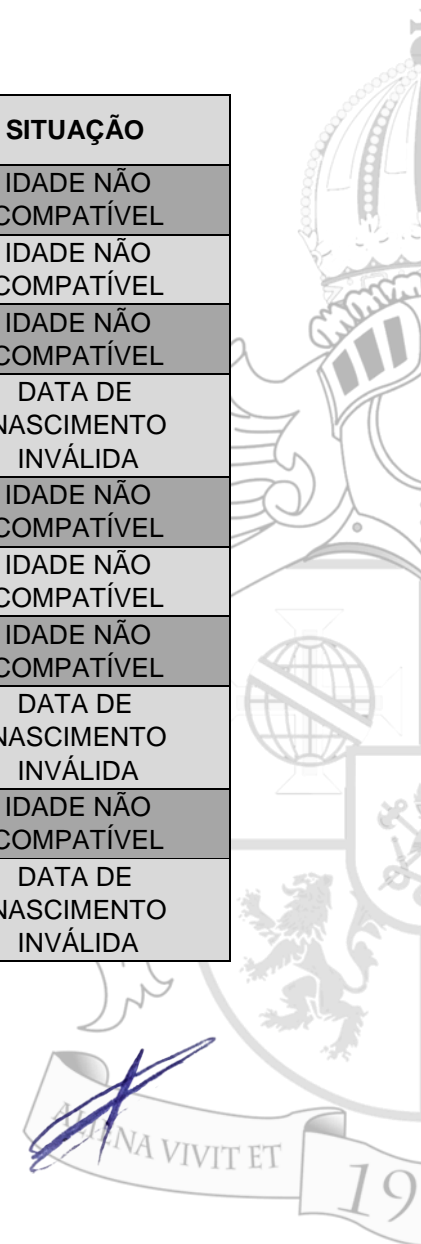 SITUAÇÃO
IDADE NÃO
COMPATÍVEL
IDADE NÃO
COMPATÍVEL
IDADE NÃO
COMPATÍVEL
DATA DE
NASCIMENTO
INVÁLIDA
IDADE NÃO
COMPATÍVEL
IDADE NÃO
COMPATÍVEL
IDADE NÃO
COMPATÍVEL
DATA DE
NASCIMENTO
INVÁLIDA
IDADE NÃO
COMPATÍVEL
DATA DE
NASCIMENTO
INVÁLIDA
VIVIT ET
19